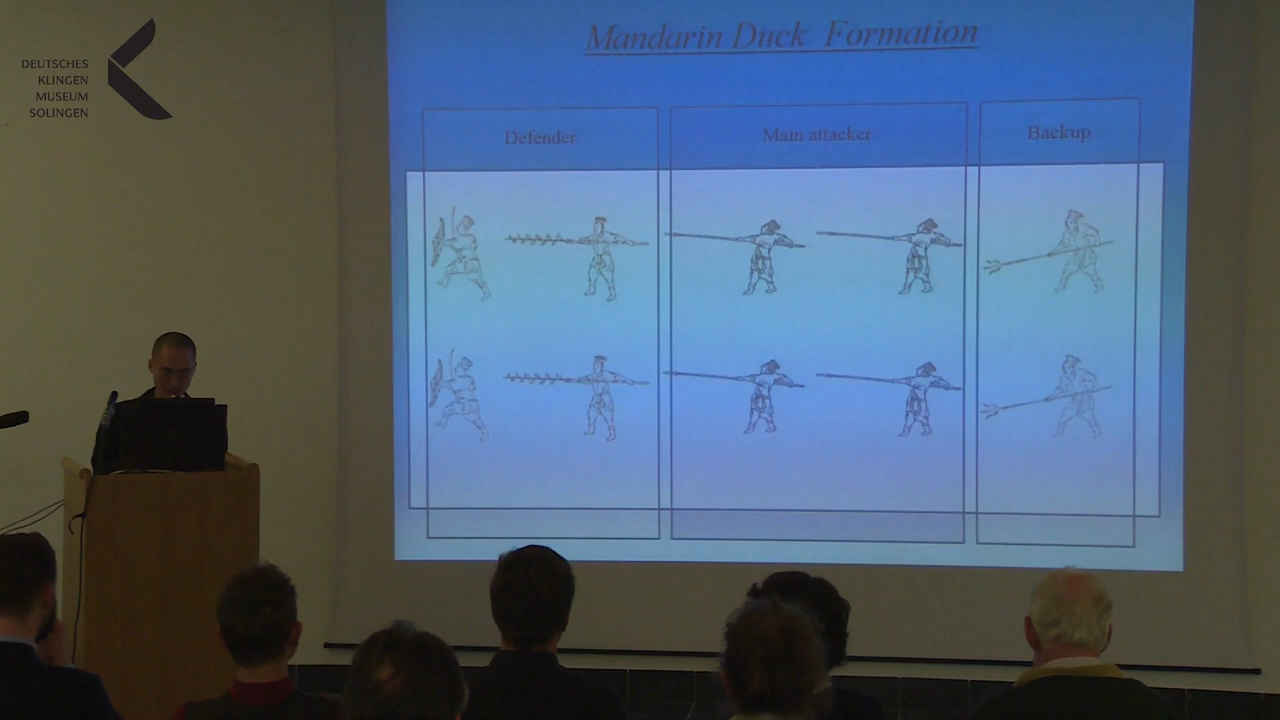 DEUTSCHES
KLINGEN
MUSEUM
SOLINGEN
Mandarin Duck Formation
Defender
Main attacker
Backup